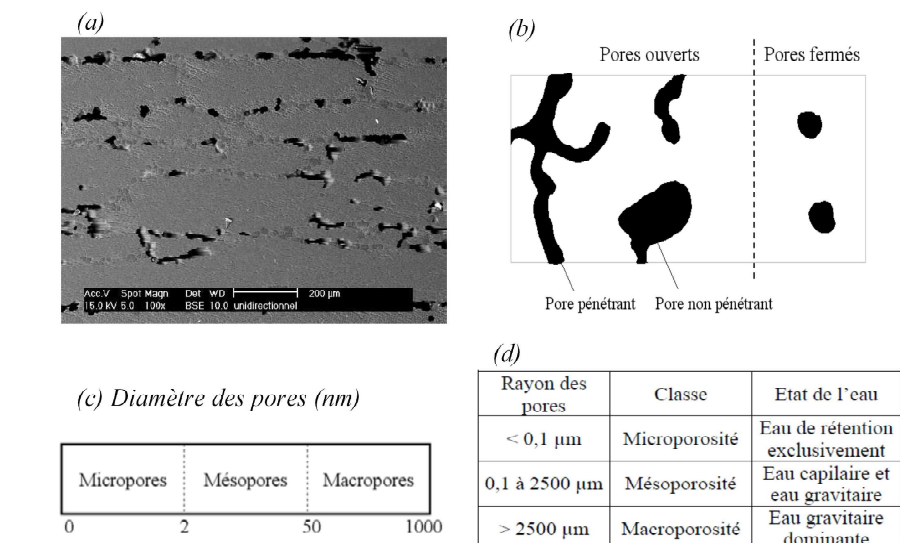 (a)
Acc.V Spot Magn Det WD 200 µm
15.0 kV 5.0 100x BSE 10.0 unidirectionnel
(b)
Pores ouverts
Pores fermés
Pore pénétrant
Pore non pénétrant
(c) Diamètre des pores (nm)
Micropores
Mésopores
Macropores
0
2
50
1000
(d)
Rayon des
pores
Classe
Etat de l’eau
< 0,1 µm
Microporosité
Eau de rétention
exclusivement
0,1 à 2500 µm
Mésoporosité
Eau capilaire et
eau gravitaire
> 2500 µm
Macroporosité
Eau gravitaire
dominante